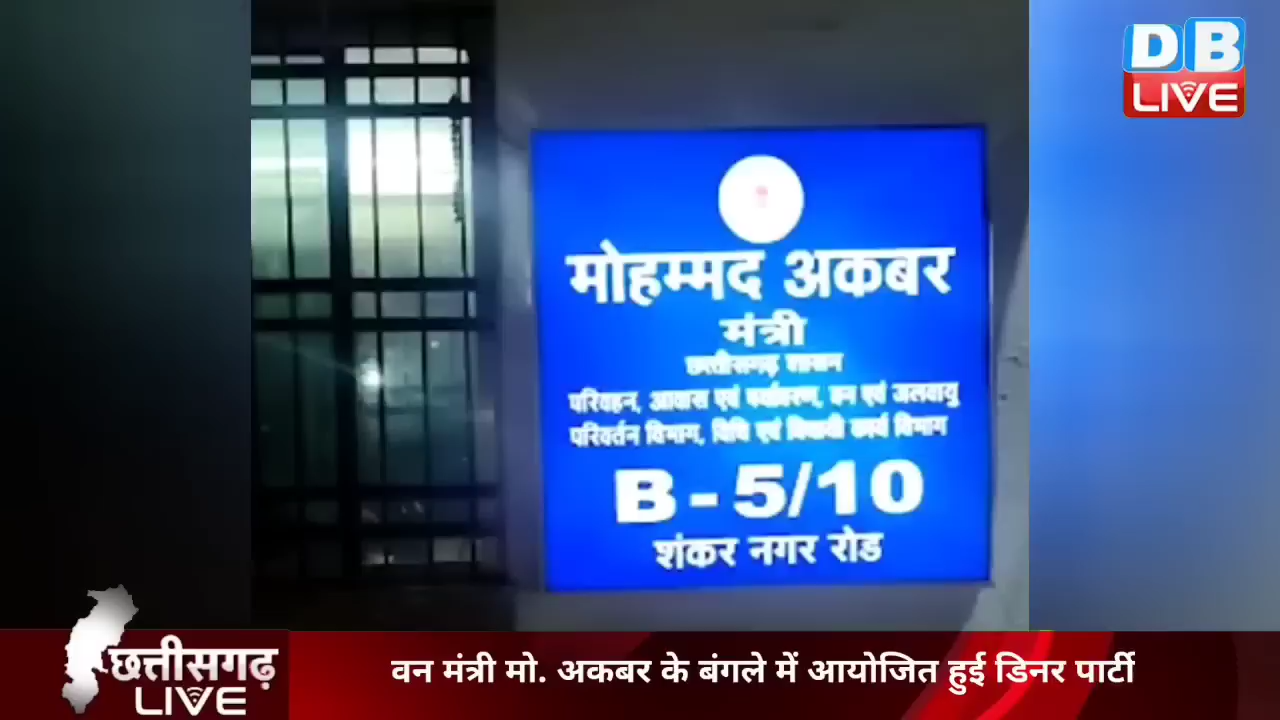 DB
LIVE
मोहम्मद अकबर
मंत्री
छत्तीसगढ़ शासन
परिवहन, आवास एवं पर्यावरण, वन एवं जलवायु
परिवर्तन विभाग, विधि एवं विधायी कार्य विभाग
B - 5/10
शंकर नगर रोड
छत्तीसगढ़
LIVE
वन मंत्री मो. अकबर के बंगले में आयोजित हुई डिनर पार्टी